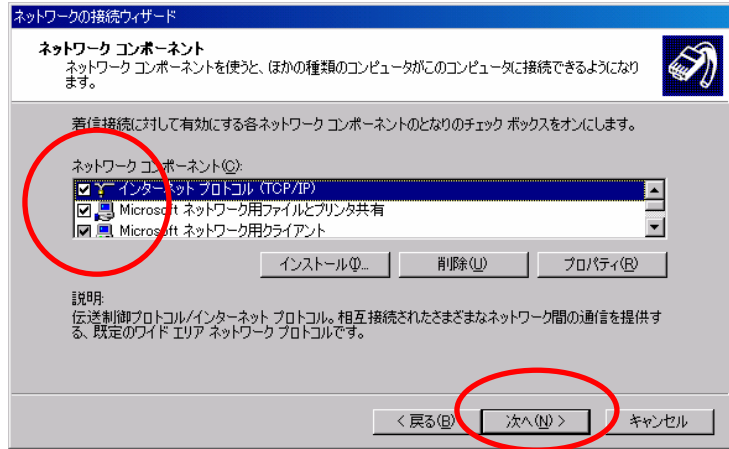 ネットワークの接続ウィザード
ネットワーク コンポーネント
ネットワーク コンポーネントを使うと、ほかの種類のコンピュータがこのコンピュータに接続できるようになり
ます。
着信接続に対して有効にする各ネットワーク コンポーネントのとなりのチェック ボックスをオンにします。
ネットワーク コンポーネント(C):
インターネット プロトコル (TCP/IP)
Microsoft ネットワーク用ファイルとプリンタ共有
Microsoft ネットワーク用クライアント
インストール(I)... 削除(U) プロパティ(R)
説明:
伝送制御プロトコル/インターネット プロトコル。相互接続されたさまざまなネットワーク間の通信を提供す
る、既定のワイド エリア ネットワーク プロトコルです。
< 戻る(B) 次へ(N) > キャンセル